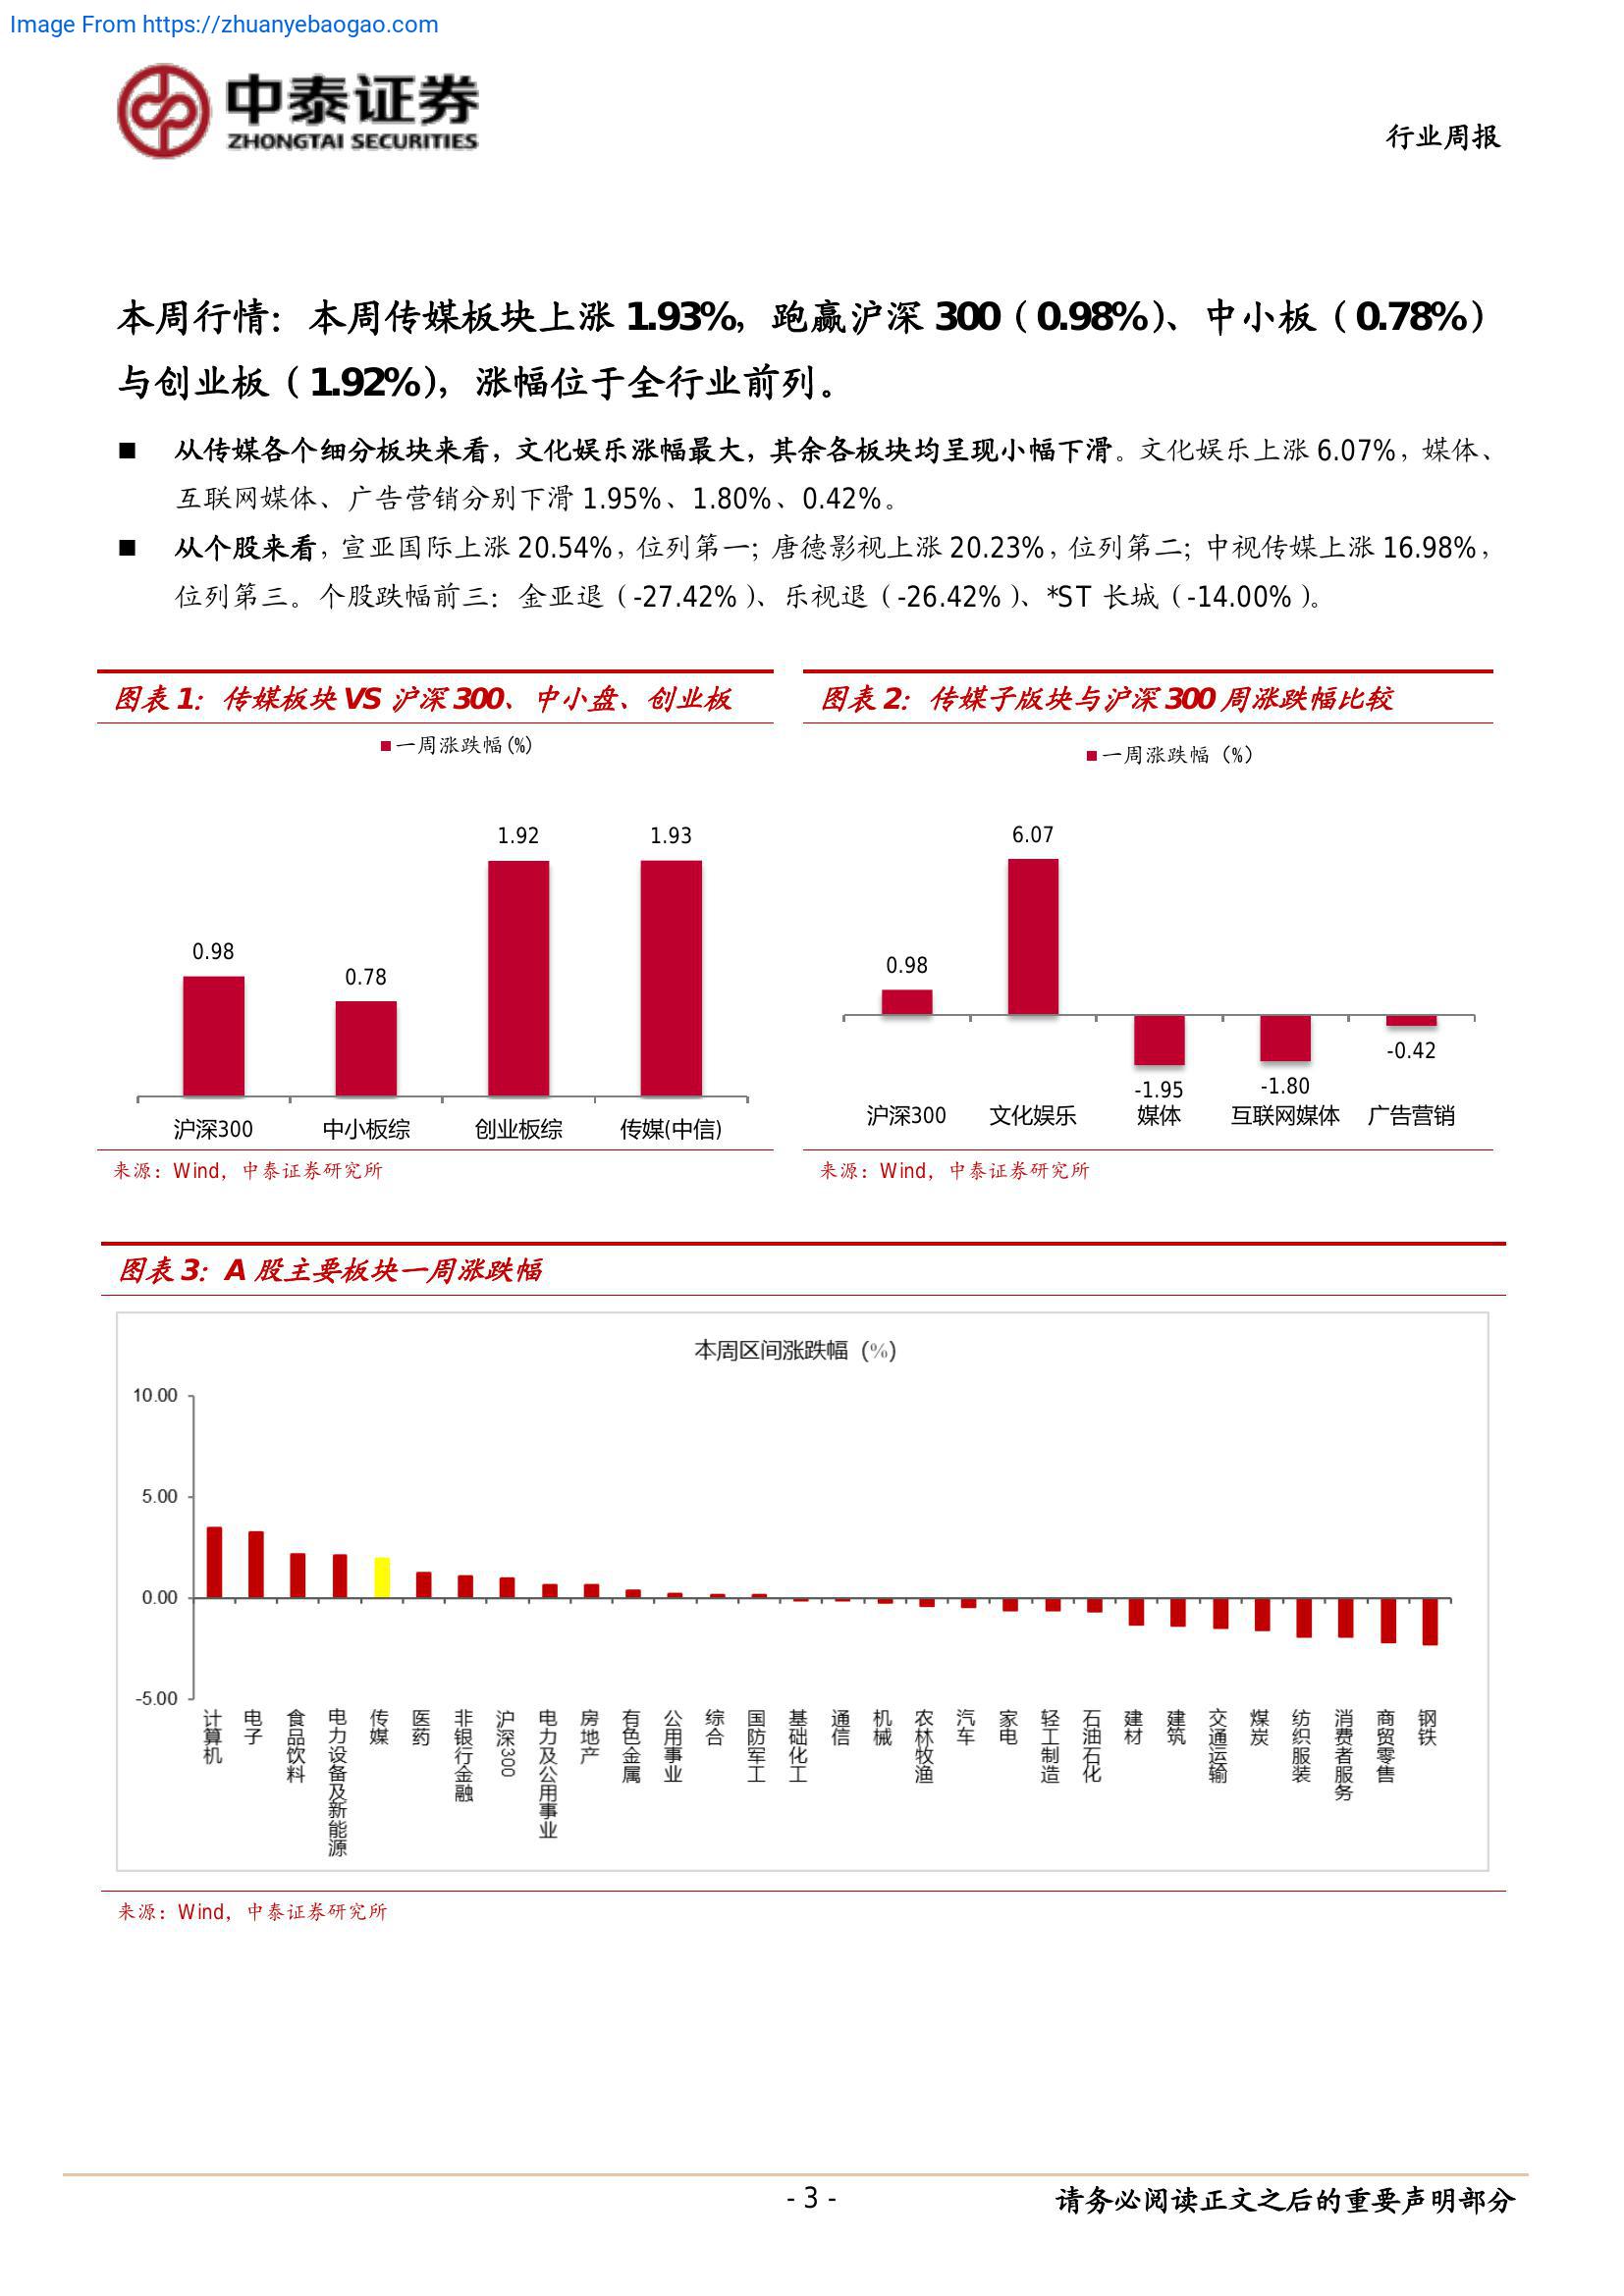 Image From https://zhuanyebaogao.com
中泰证券
ZHONGTAI SECURITIES
行业周报
本周行情：本周传媒板块上涨 1.93%，跑赢沪深 300（0.98%）、中小板（0.78%）
与创业板（1.92%），涨幅位于全行业前列。
■ 从传媒各个细分板块来看，文化娱乐涨幅最大，其余各板块均呈现小幅下滑。文化娱乐上涨 6.07%，媒体、
互联网媒体、广告营销分别下滑 1.95%、1.80%、0.42%。
■ 从个股来看，宣亚国际上涨 20.54%，位列第一；唐德影视上涨 20.23%，位列第二；中视传媒上涨 16.98%，
位列第三。个股跌幅前三：金亚退（-27.42%）、乐视退（-26.42%）、*ST 长城（-14.00%）。
图表 1：传媒板块 VS 沪深 300、中小盘、创业板
一周涨跌幅(%)
1.92
1.93
0.98
0.78
沪深300
中小板综
创业板综
传媒(中信)
来源：Wind，中泰证券研究所
图表 2：传媒子版块与沪深 300 周涨跌幅比较
一周涨跌幅（%）
6.07
0.98
-0.42
-1.95
-1.80
沪深300
文化娱乐
媒体
互联网媒体
广告营销
来源：Wind，中泰证券研究所
图表 3：A 股主要板块一周涨跌幅
本周区间涨跌幅（%）
10.00
5.00
0.00
-5.00
计算机
电子
食品饮料
电力设备及新能源
传媒
医药
非银行金融
沪深300
电力及公用事业
房地产
有色金属
公用事业
综合
国防军工
基础化工
通信
机械
农林牧渔
汽车
家电
轻工制造
石油石化
建材
建筑
交通运输
煤炭
纺织服装
消费者服务
商贸零售
钢铁
来源：Wind，中泰证券研究所
- 3 -
请务必阅读正文之后的重要声明部分